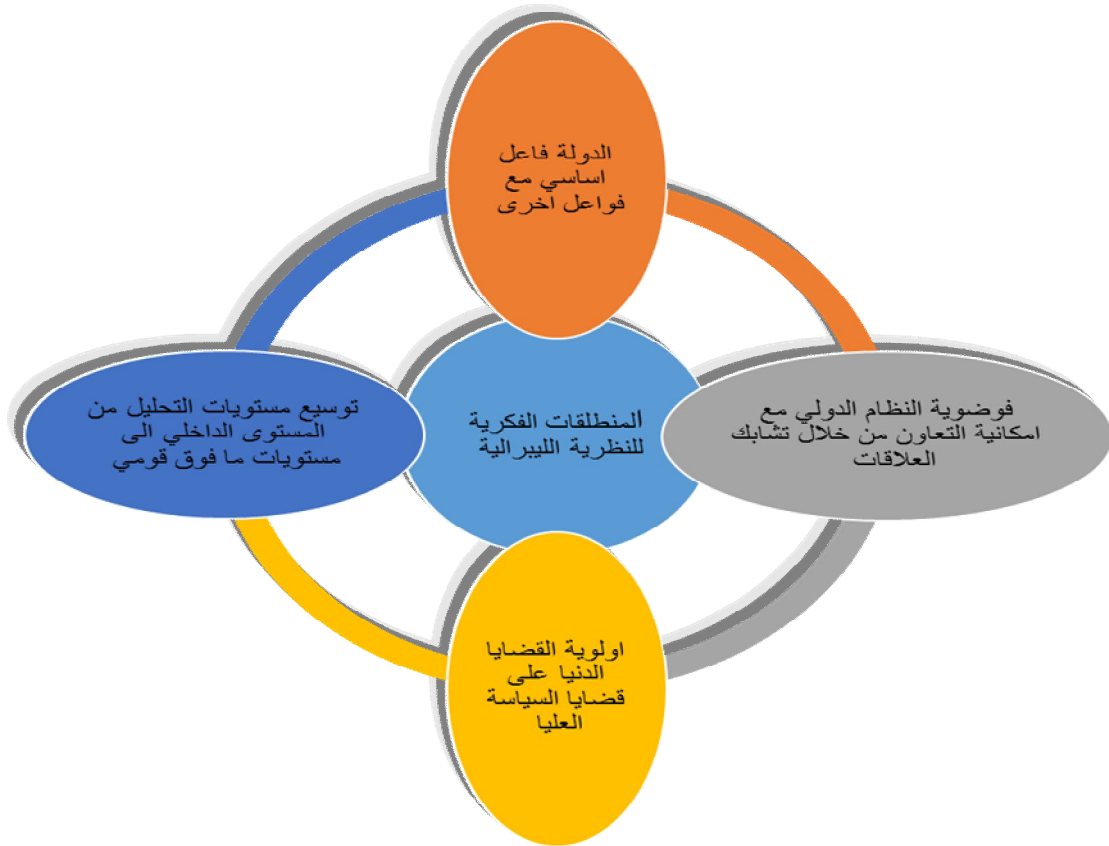 الدولة فاعل
اساسي مع
فواعل اخرى
المنطلقات الفكرية
للنظرية الليبرالية
فوضوية النظام الدولي مع
امكانية التعاون من خلال تشابك
العلاقات
اولوية القضايا
الدنيا على
قضايا السياسة
العليا
توسيع مستويات التحليل من
المستوى الداخلي الى
مستويات ما فوق قومي